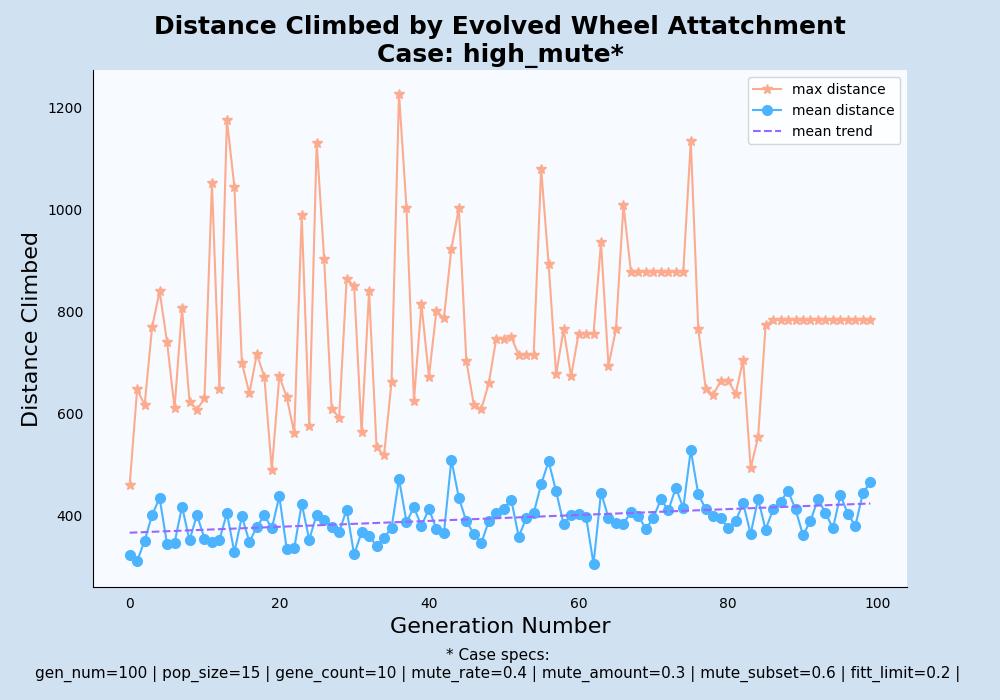 Distance Climbed by Evolved Wheel Attatchment
Case: high_mute*
max distance
mean distance
mean trend
Distance Climbed
1200
1000
800
600
400
0 20 40 60 80 100
Generation Number
* Case specs:
gen_num=100 | pop_size=15 | gene_count=10 | mute_rate=0.4 | mute_amount=0.3 | mute_subset=0.6 | fitt_limit=0.2 |